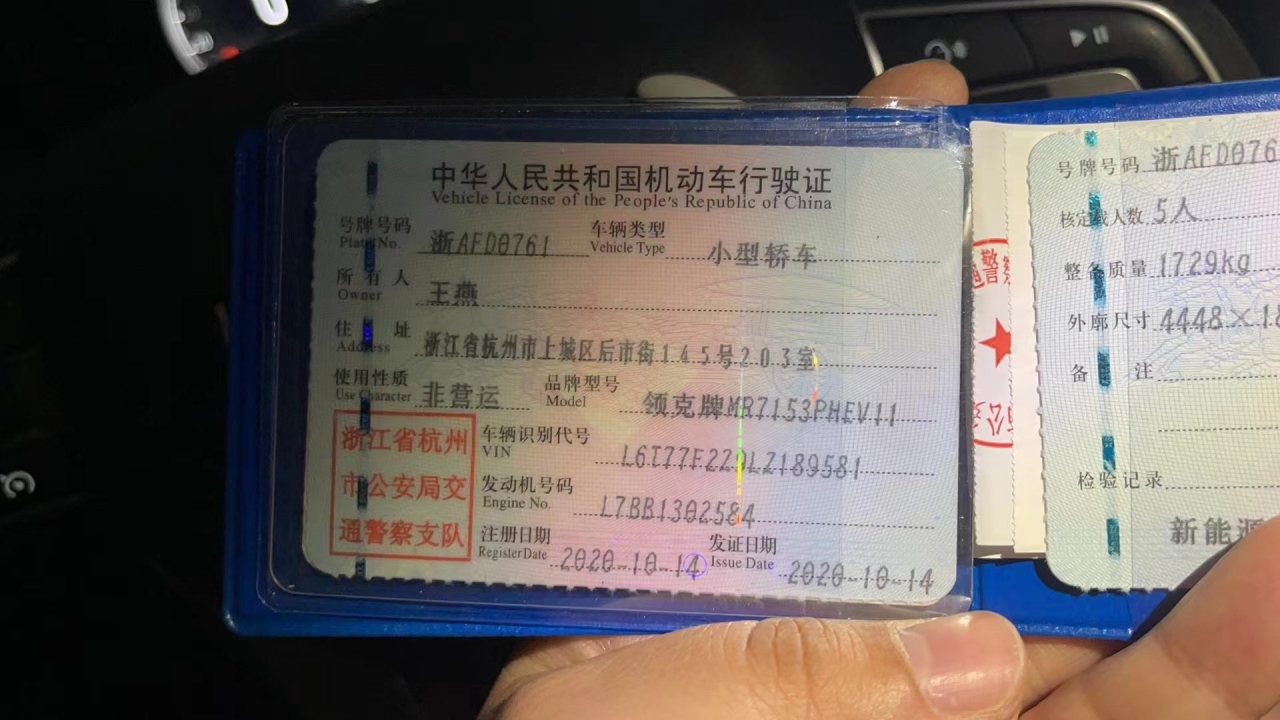 中华人民共和国机动车行驶证
Vehicle License of the People's Republic of China
号牌号码 浙AFD0761 车辆类型 小型轿车
Plate No. Vehicle Type
所有人 王燕
Owner
住址 浙江省杭州市上城区后市街145号203室
Address
使用性质 非营运 品牌型号 领克牌MR7153PHEV11
Use Character Model
浙江省杭州
市公安局交
通警察支队
车辆识别代号 L6T77F2Z0LZ189581
VIN
发动机号码 L7BB1302584
Engine No.
注册日期 2020-10-14 发证日期 2020-10-14
Register Date Issue Date
号牌号码 浙AFD076
核定载人数 5人
整备质量 1729kg
外廓尺寸 4448×18
备注
检验记录
新能源